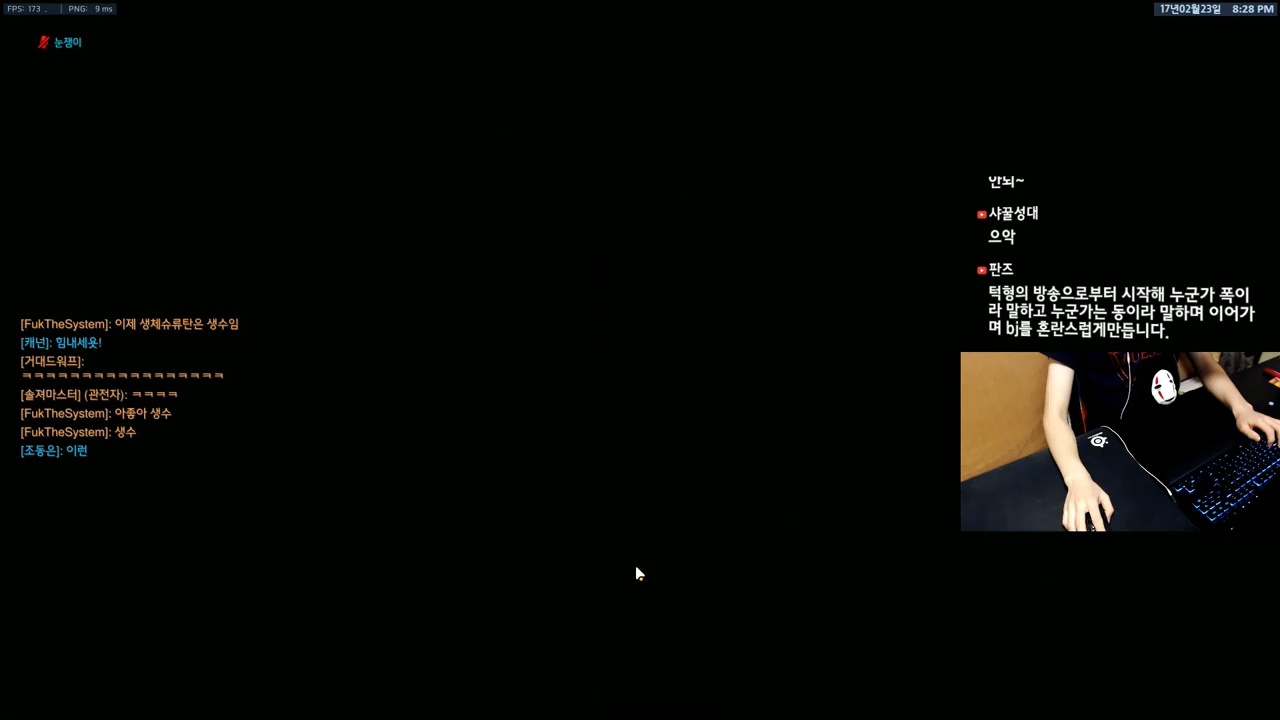 FPS: 173 . | PNG: 9 ms
17년02월23일 8:28 PM
눈쟁이
안뇌~
샤꿀성대
으악
판즈
턱형의 방송으로부터 시작해 누군가 폭이
라 말하고 누군가는 동이라 말하며 이어가
며 bj를 혼란스럽게만듭니다.
[FukTheSystem]: 이제 생체슈류탄은 생수임
[캐넌]: 힘내세욧!
[거대드워프]:
ㅋㅋㅋㅋㅋㅋㅋㅋㅋㅋㅋㅋㅋㅋㅋㅋㅋ
[솔져마스터] (관전자): ㅋㅋㅋㅋ
[FukTheSystem]: 아좋아 생수
[FukTheSystem]: 생수
[조동은]: 이런